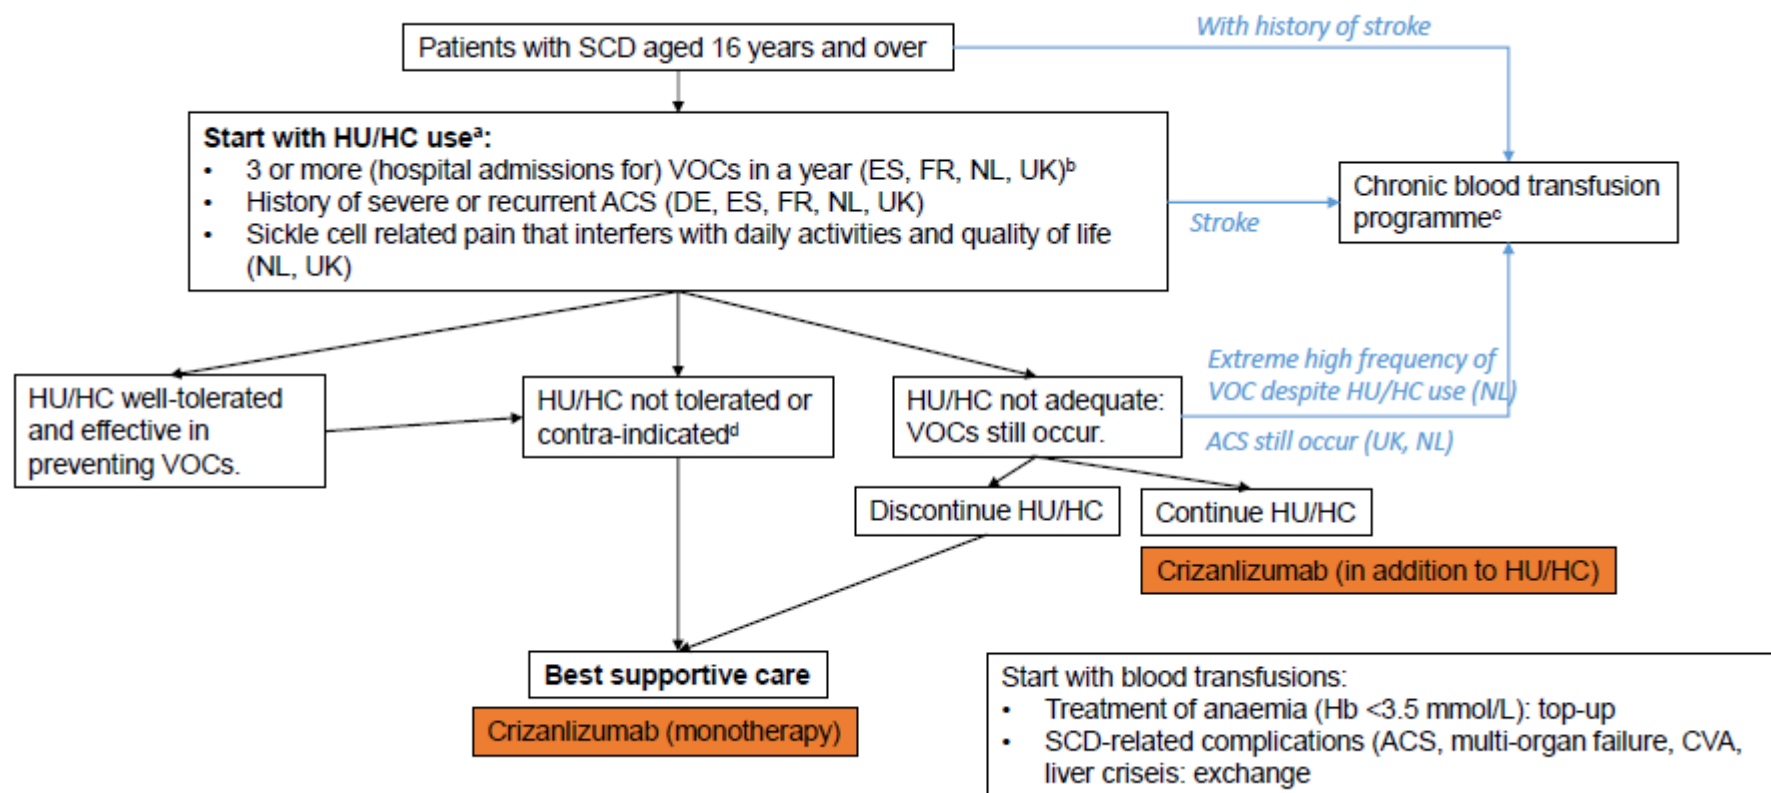 With history of stroke
Patients with SCD aged 16 years and over
Start with HU/HC useᵃ:
• 3 or more (hospital admissions for) VOCs in a year (ES, FR, NL, UK)ᵇ
• History of severe or recurrent ACS (DE, ES, FR, NL, UK)
• Sickle cell related pain that interfers with daily activities and quality of life
(NL, UK)
Stroke
Chronic blood transfusion
programmeᶜ
HU/HC well-tolerated
and effective in
preventing VOCs.
HU/HC not tolerated or
contra-indicatedᵈ
HU/HC not adequate:
VOCs still occur.
Extreme high frequency of
VOC despite HU/HC use (NL)
ACS still occur (UK, NL)
Discontinue HU/HC
Continue HU/HC
Crizanlizumab (in addition to HU/HC)
Best supportive care
Crizanlizumab (monotherapy)
Start with blood transfusions:
• Treatment of anaemia (Hb <3.5 mmol/L): top-up
• SCD-related complications (ACS, multi-organ failure, CVA,
liver criseis: exchange